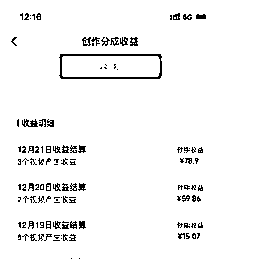 12:16
5G
创作分成收益
收益明细
12月21日收益结算
创作收益
3个视频产生收益
¥78.9
12月20日收益结算
创作收益
7个视频产生收益
¥59.86
12月19日收益结算
创作收益
5个视频产生收益
¥15.07